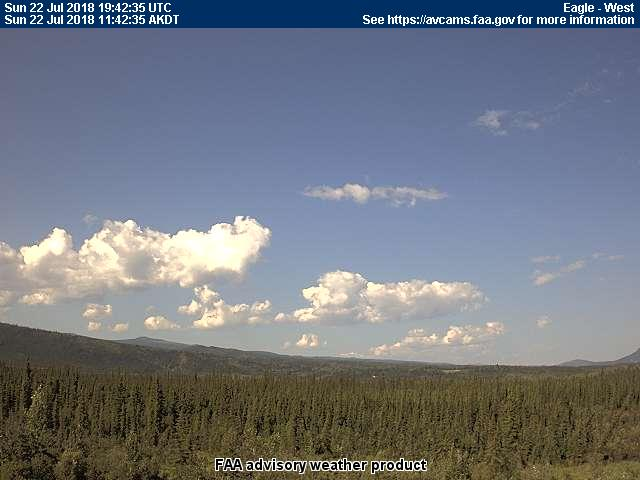 Sun 22 Jul 2018 19:42:35 UTC Eagle - West
Sun 22 Jul 2018 11:42:35 AKDT See https://avcams.faa.gov for more information
FAA advisory weather product